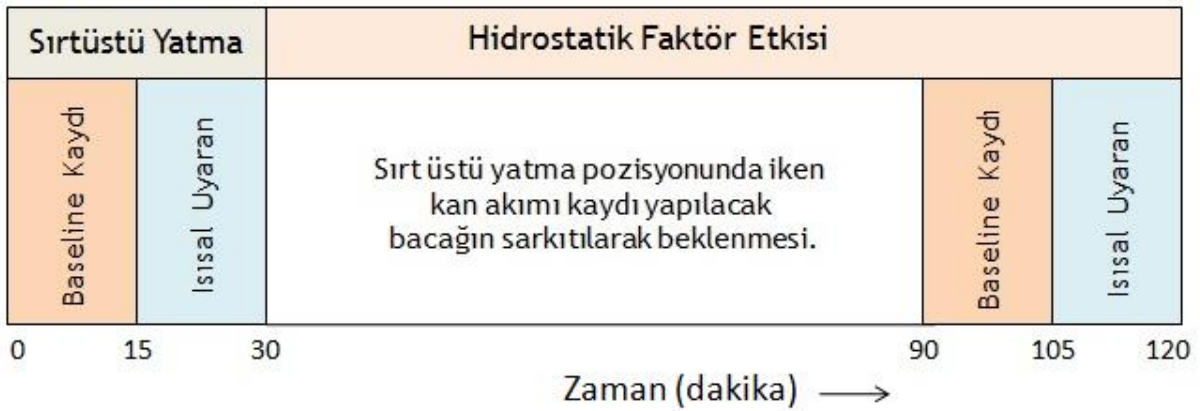 Sırtüstü Yatma
Hidrostatik Faktör Etkisi
Baseline Kaydı
Isısal Uyaran
Sırt üstü yatma pozisyonunda iken
kan akımı kaydı yapılacak
bacağın sarkıtılarak beklenmesi.
Baseline Kaydı
Isısal Uyaran
0 15 30 90 105 120
Zaman (dakika) →